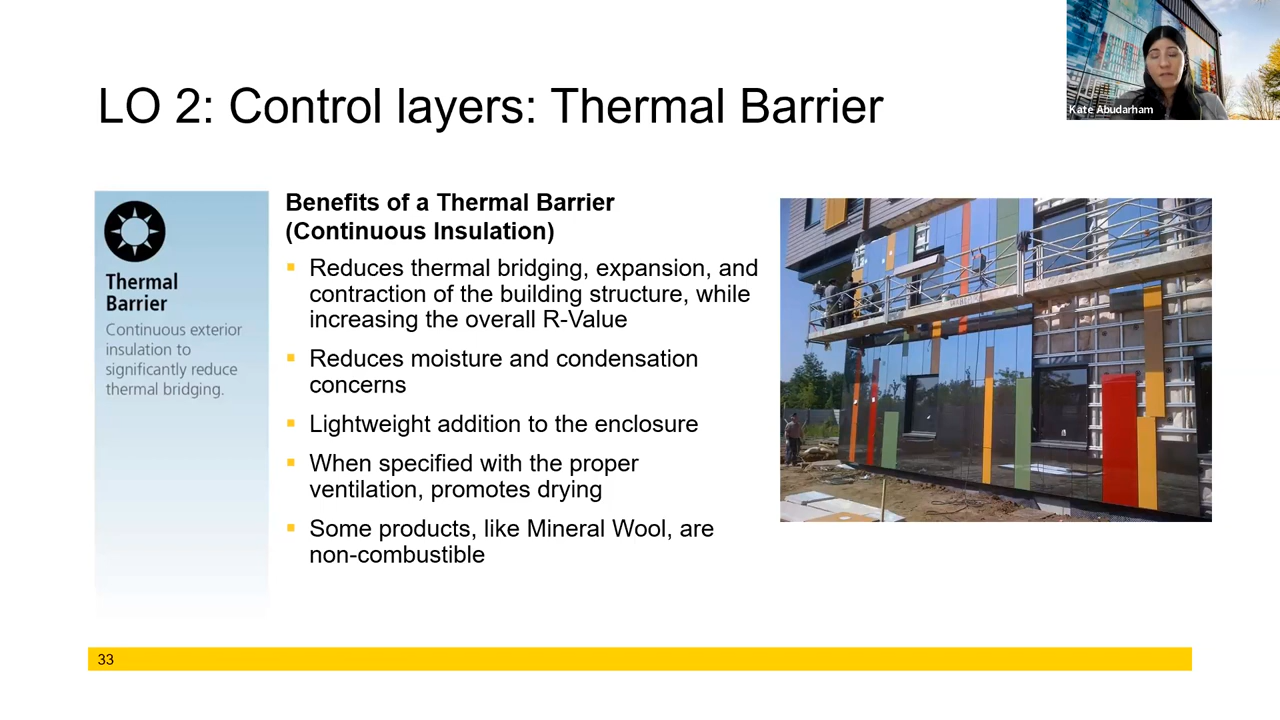 LO 2: Control layers: Thermal Barrier
Kate Abudarham
Thermal
Barrier
Continuous exterior
insulation to
significantly reduce
thermal bridging.
Benefits of a Thermal Barrier
(Continuous Insulation)
Reduces thermal bridging, expansion, and
contraction of the building structure, while
increasing the overall R-Value
Reduces moisture and condensation
concerns
Lightweight addition to the enclosure
When specified with the proper
ventilation, promotes drying
Some products, like Mineral Wool, are
non-combustible
33